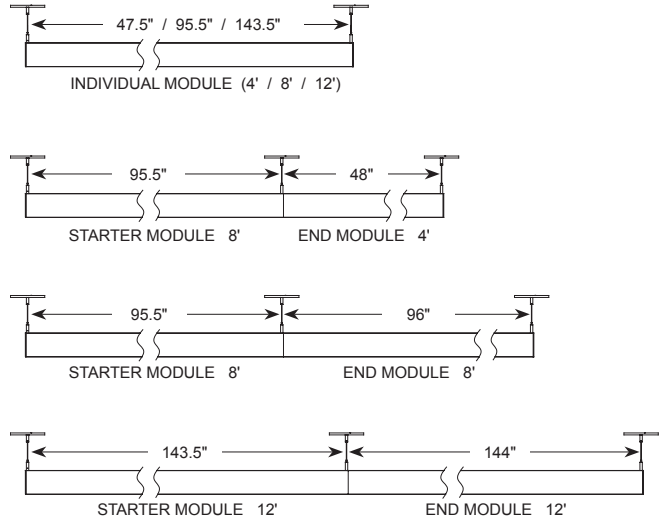 47.5" / 95.5" / 143.5"
INDIVIDUAL MODULE (4' / 8' / 12')
95.5" 48"
STARTER MODULE 8' END MODULE 4'
95.5" 96"
STARTER MODULE 8' END MODULE 8'
143.5" 144"
STARTER MODULE 12' END MODULE 12'